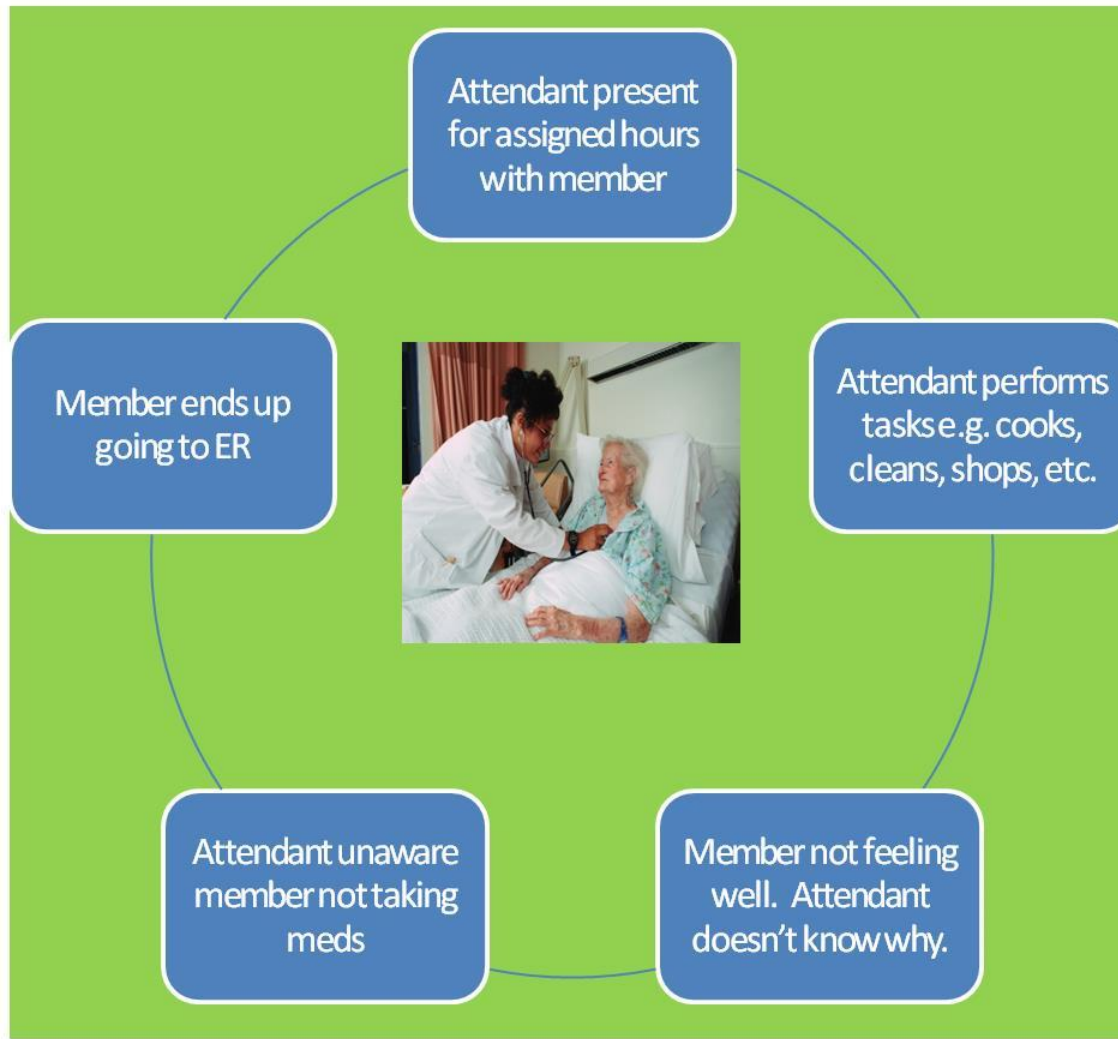 Attendant present
for assigned hours
with member
Attendant performs
tasks e.g. cooks,
cleans, shops, etc.
Member not feeling
well.  Attendant
doesn’t know why.
Attendant unaware
member not taking
meds
Member ends up
going to ER